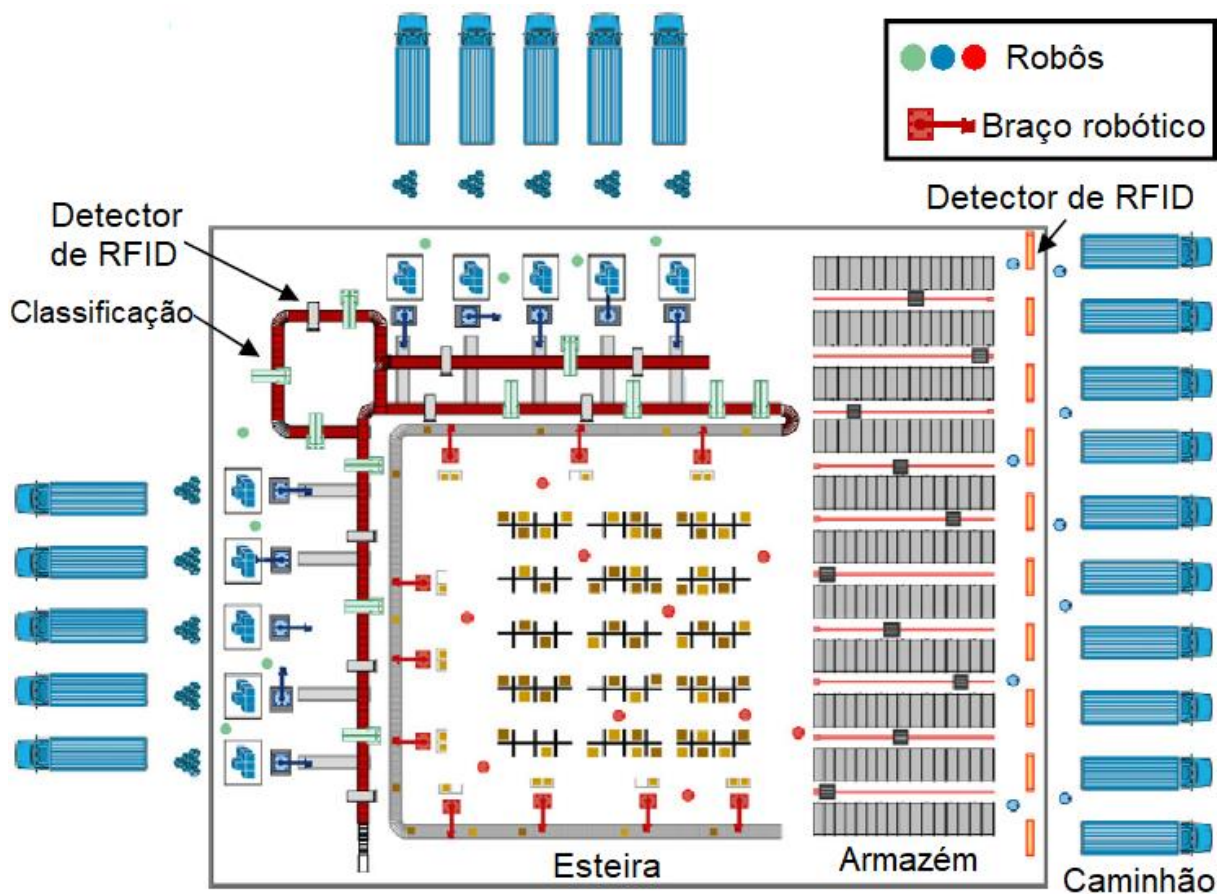 Robôs
Braço robótico
Detector
de RFID
Detector de RFID
Classificação
Esteira
Armazém
Caminhão